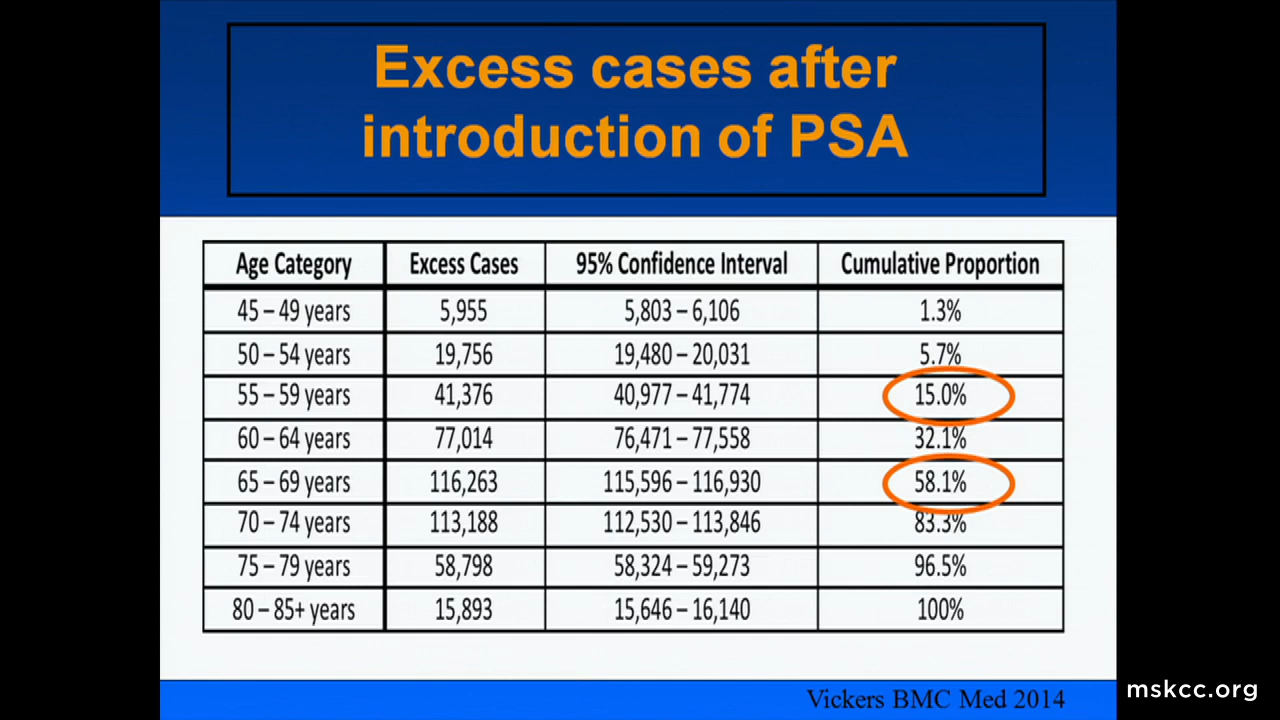 Excess cases after
introduction of PSA
Age Category Excess Cases 95% Confidence Interval Cumulative Proportion
45 – 49 years 5,955 5,803 – 6,106 1.3%
50 – 54 years 19,756 19,480 – 20,031 5.7%
55 – 59 years 41,376 40,977 – 41,774 15.0%
60 – 64 years 77,014 76,471 – 77,558 32.1%
65 – 69 years 116,263 115,596 – 116,930 58.1%
70 – 74 years 113,188 112,530 – 113,846 83.3%
75 – 79 years 58,798 58,324 – 59,273 96.5%
80 – 85+ years 15,893 15,646 – 16,140 100%
Vickers BMC Med 2014
mskcc.org